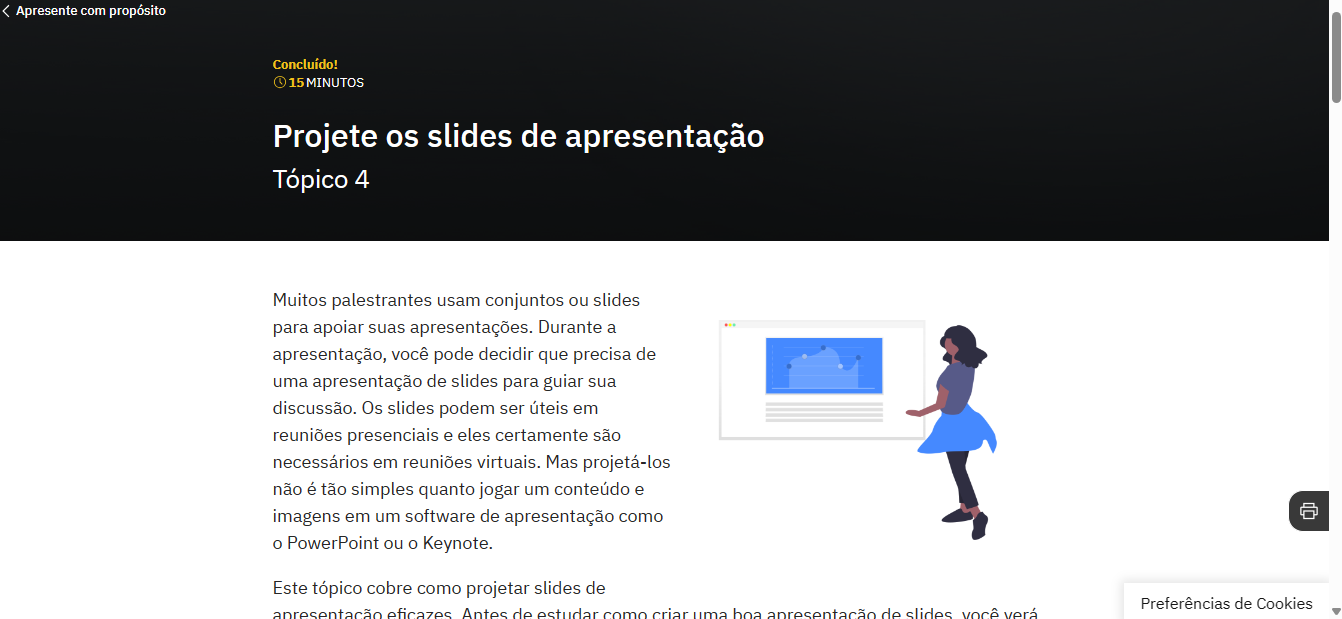 Apresente com propósito
Concluído!
15 MINUTOS
Projete os slides de apresentação
Tópico 4
Muitos palestrantes usam conjuntos ou slides
para apoiar suas apresentações. Durante a
apresentação, você pode decidir que precisa de
uma apresentação de slides para guiar sua
discussão. Os slides podem ser úteis em
reuniões presenciais e eles certamente são
necessários em reuniões virtuais. Mas projetá-los
não é tão simples quanto jogar um conteúdo e
imagens em um software de apresentação como
o PowerPoint ou o Keynote.
Este tópico cobre como projetar slides de
apresentação eficazes. Antes de estudar como criar uma boa apresentação de slides, você verá
Preferências de Cookies